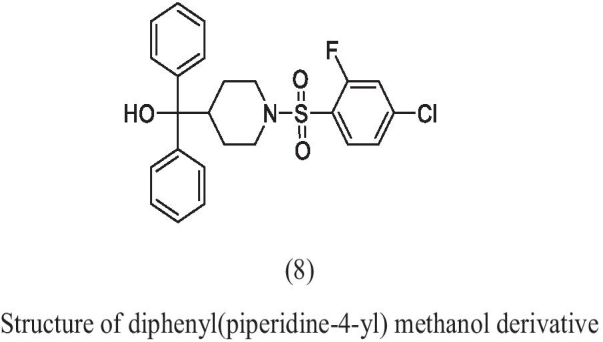 F
O
HO
N
S
Cl
O
(8)
Structure of diphenyl(piperidine-4-yl) methanol derivative